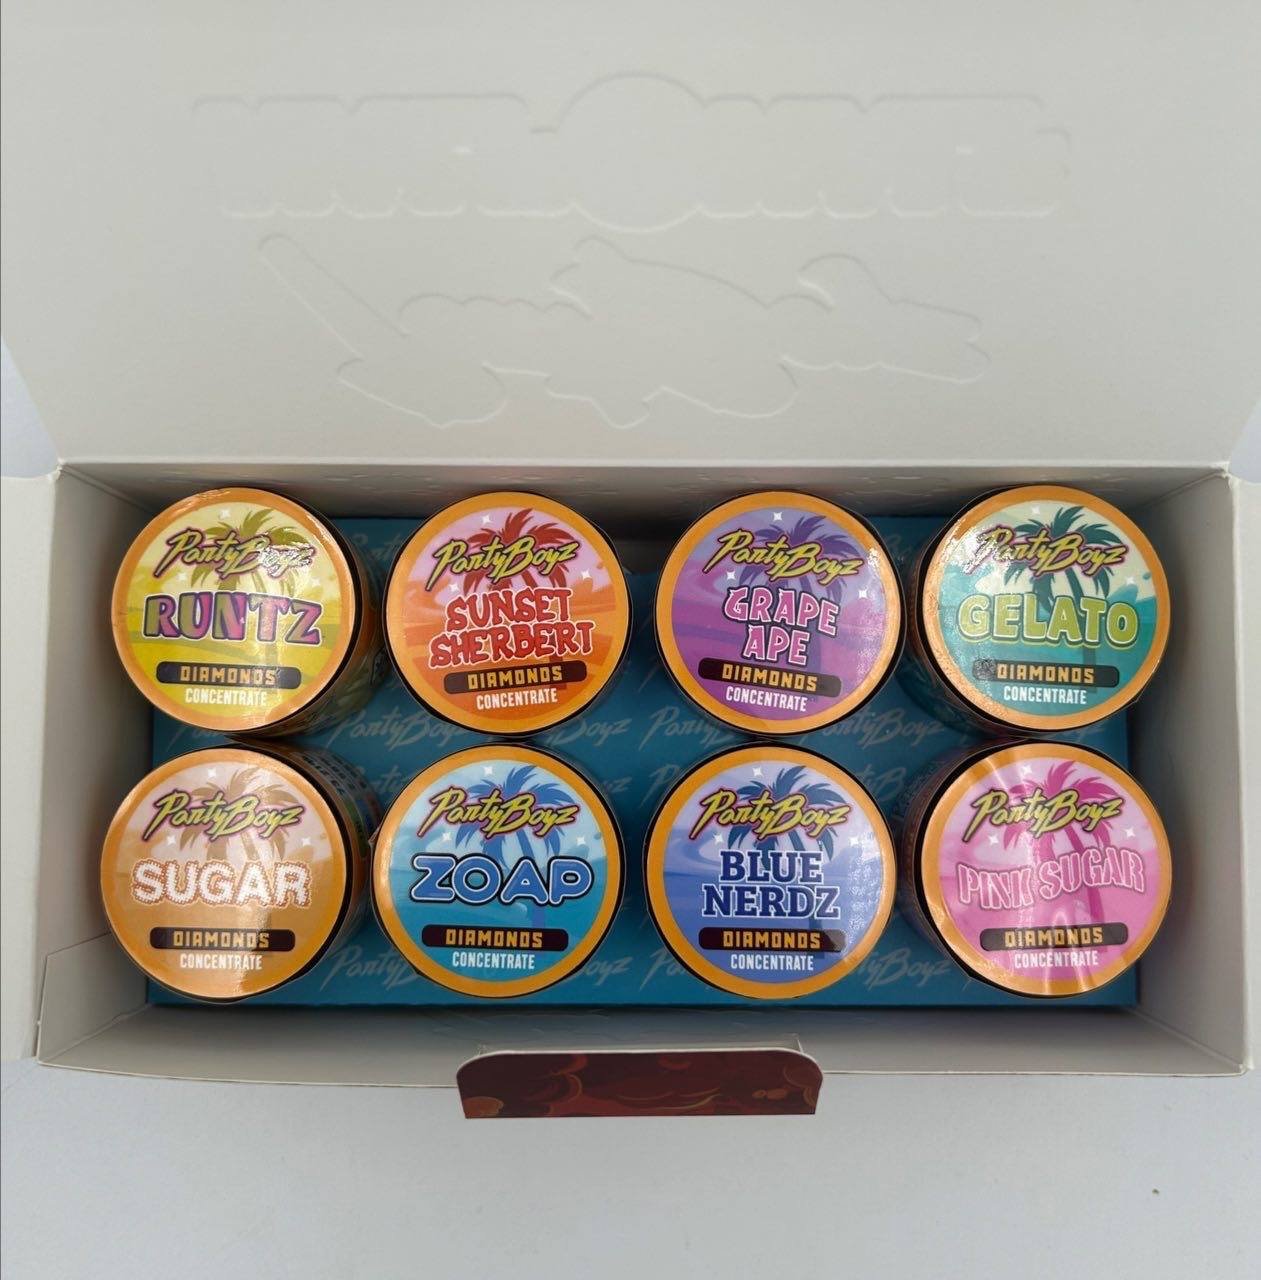 PartyBoyz
RUNTZ
DIAMONDS
CONCENTRATE
PartyBoyz
SUNSET
SHERBERT
DIAMONDS
CONCENTRATE
PartyBoyz
GRAPE
APE
DIAMONDS
CONCENTRATE
PartyBoyz
GELATO
DIAMONDS
CONCENTRATE
PartyBoyz
SUGAR
DIAMONDS
CONCENTRATE
PartyBoyz
ZOAP
DIAMONDS
CONCENTRATE
PartyBoyz
BLUE
NERDZ
DIAMONDS
CONCENTRATE
PartyBoyz
PINK SUGAR
DIAMONDS
CONCENTRATE